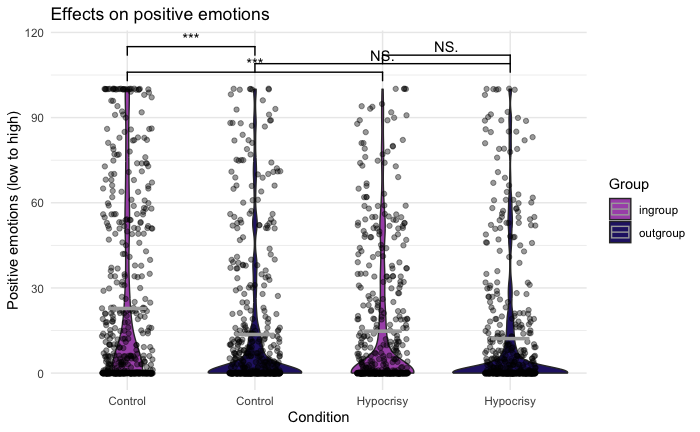 Effects on positive emotions
120
90
60
30
0
Positive emotions (low to high)
***
***
NS.
NS.
Control
Control
Hypocrisy
Hypocrisy
Condition
Group
ingroup
outgroup